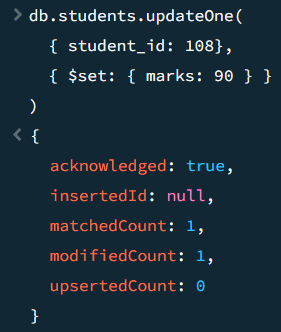 > db.students.updateOne(
{ student_id: 108},
{ $set: { marks: 90 } }
)
< {
acknowledged: true,
insertedId: null,
matchedCount: 1,
modifiedCount: 1,
upsertedCount: 0
}